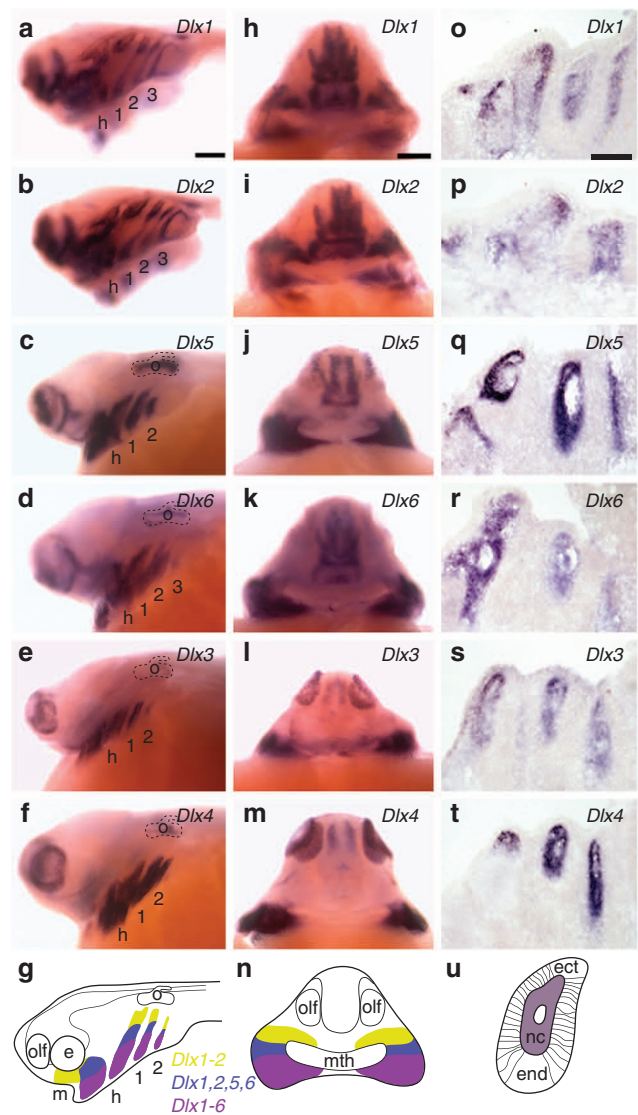 a Dlx1 h Dlx1 o Dlx1
h 1 2 3
b Dlx2 i Dlx2 p Dlx2
h 1 2 3
c Dlx5 j Dlx5 q Dlx5
o
h 1 2
d Dlx6 k Dlx6 r Dlx6
o
h 1 2 3
e Dlx3 l Dlx3 s Dlx3
o
h 1 2
f Dlx4 m Dlx4 t Dlx4
o
h 1 2
g n u
o olf olf ect
olf e nc
m h 1 2 mth end
Dlx1-2
Dlx1,2,5,6
Dlx1-6